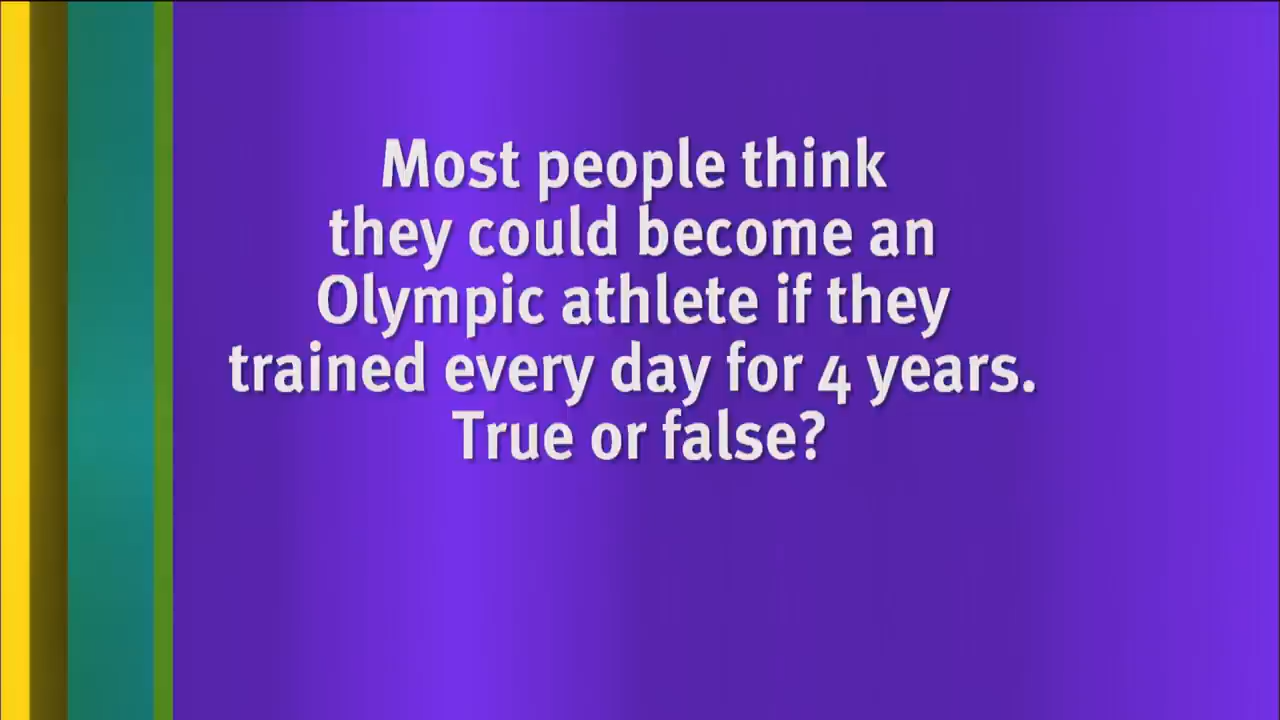 Most people think
they could become an
Olympic athlete if they
trained every day for 4 years.
True or false?